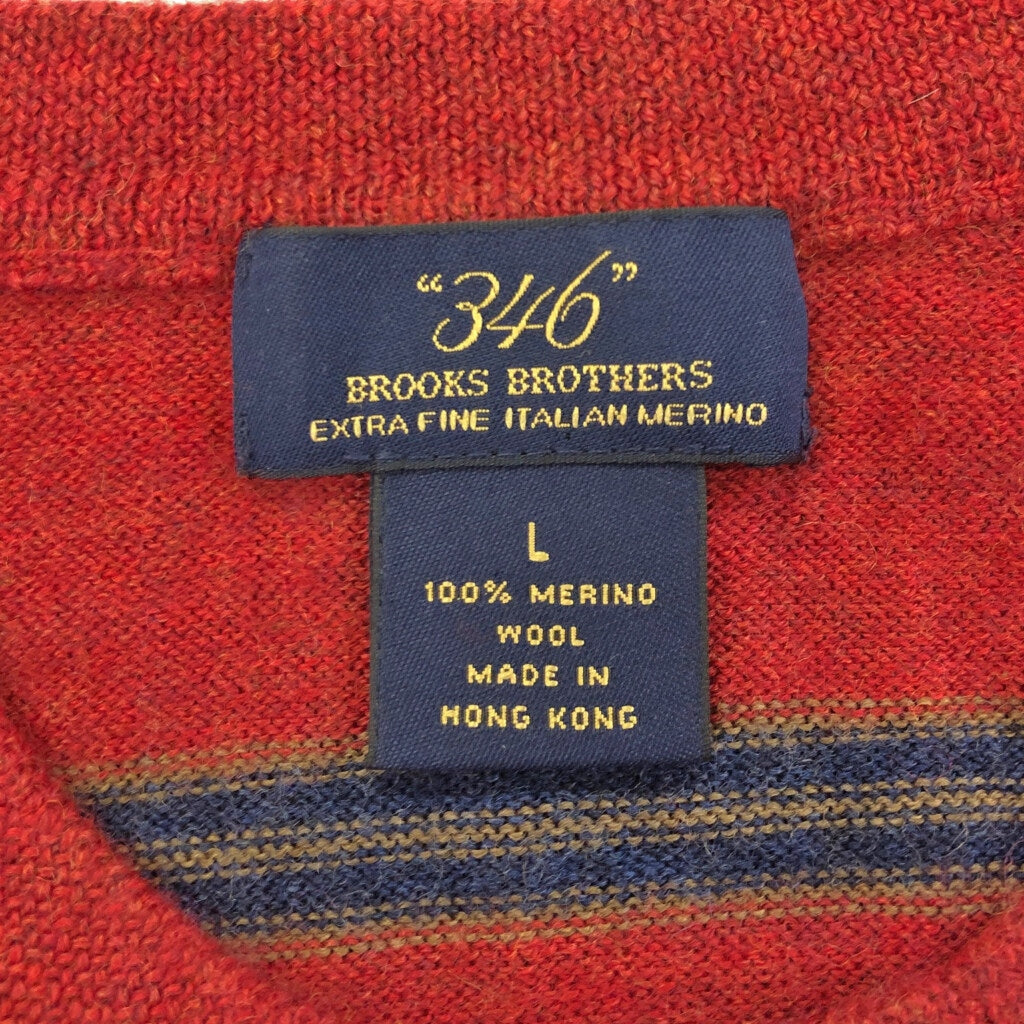 “346”
BROOKS BROTHERS
EXTRA FINE ITALIAN MERINO
L
100% MERINO
WOOL
MADE IN
HONG KONG